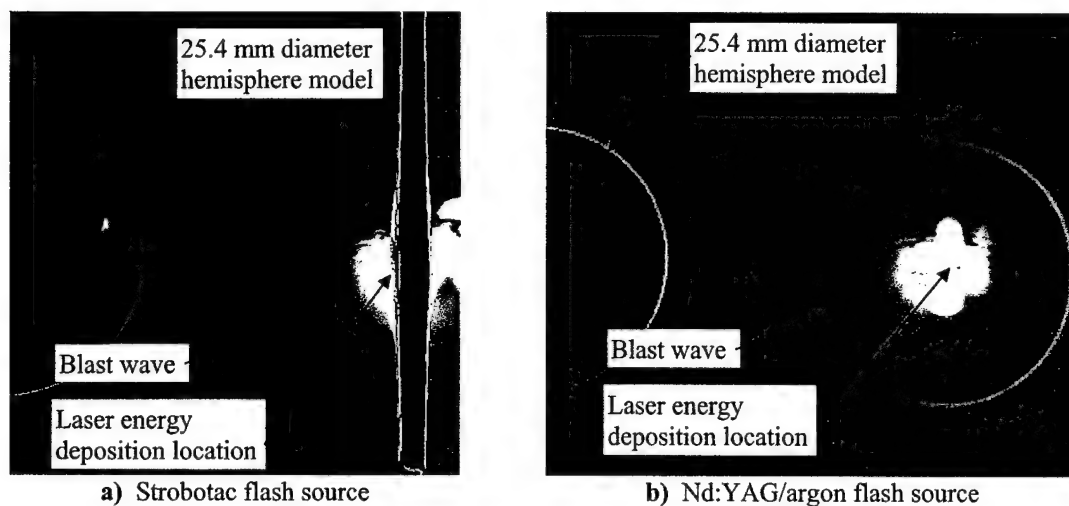 25.4 mm diameter
hemisphere model
Blast wave
Laser energy
deposition location
a) Strobotac flash source
25.4 mm diameter
hemisphere model
Blast wave
Laser energy
deposition location
b) Nd:YAG/argon flash source